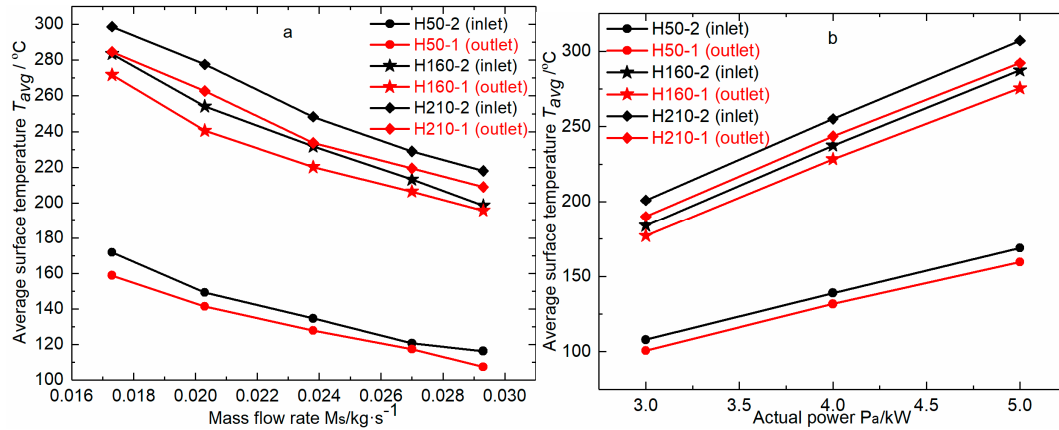 a
H50-2 (inlet)
H50-1 (outlet)
H160-2 (inlet)
H160-1 (outlet)
H210-2 (inlet)
H210-1 (outlet)
Average surface temperature Tavg / °C
300
280
260
240
220
200
180
160
140
120
100
0.016
0.018
0.020
0.022
0.024
0.026
0.028
0.030
Mass flow rate Ms/kg·s⁻¹
b
H50-2 (inlet)
H50-1 (outlet)
H160-2 (inlet)
H160-1 (outlet)
H210-2 (inlet)
H210-1 (outlet)
Average surface temperature Tavg /°C
300
250
200
150
100
3.0
3.5
4.0
4.5
5.0
Actual power Pa/kW